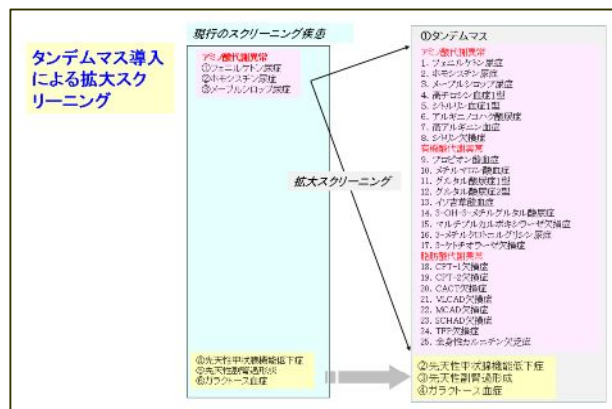 タンデムマス導入
による拡大スク
リーニング
現行のスクリーニング疾患
アミノ酸代謝異常
①フェニルケトン尿症
②ホモシスチン尿症
③メープルシロップ尿症
④先天性甲状腺機能低下症
⑤先天性副腎過形成
⑥ガラクトース血症
拡大スクリーニング
①タンデムマス
アミノ酸代謝異常
1. フェニルケトン尿症
2. ホモシスチン尿症
3. メープルシロップ尿症
4. 高チロシン血症1型
5. シトルリン血症1型
6. アルギニノコハク酸尿症
7. 高アルギニン血症
8. シトリン欠損症
有機酸代謝異常
9. プロピオン酸血症
10. メチルマロン酸血症
11. グルタル酸尿症1型
12. グルタル酸尿症2型
13. イソ吉草酸血症
14. 3-OH-3-メチルグルタル酸尿症
15. マルチプルカルボキシラーゼ欠損症
16. 3-メチルクロトニルグリシン尿症
17. 3-ケトチオラーゼ欠損症
脂肪酸代謝異常
18. CPT-1欠損症
19. CPT-2欠損症
20. CACT欠損症
21. VLCAD欠損症
22. MCAD欠損症
23. SCHAD欠損症
24. TFP欠損症
25. 全身性カルニチン欠乏症
②先天性甲状腺機能低下症
③先天性副腎過形成
④ガラクトース血症